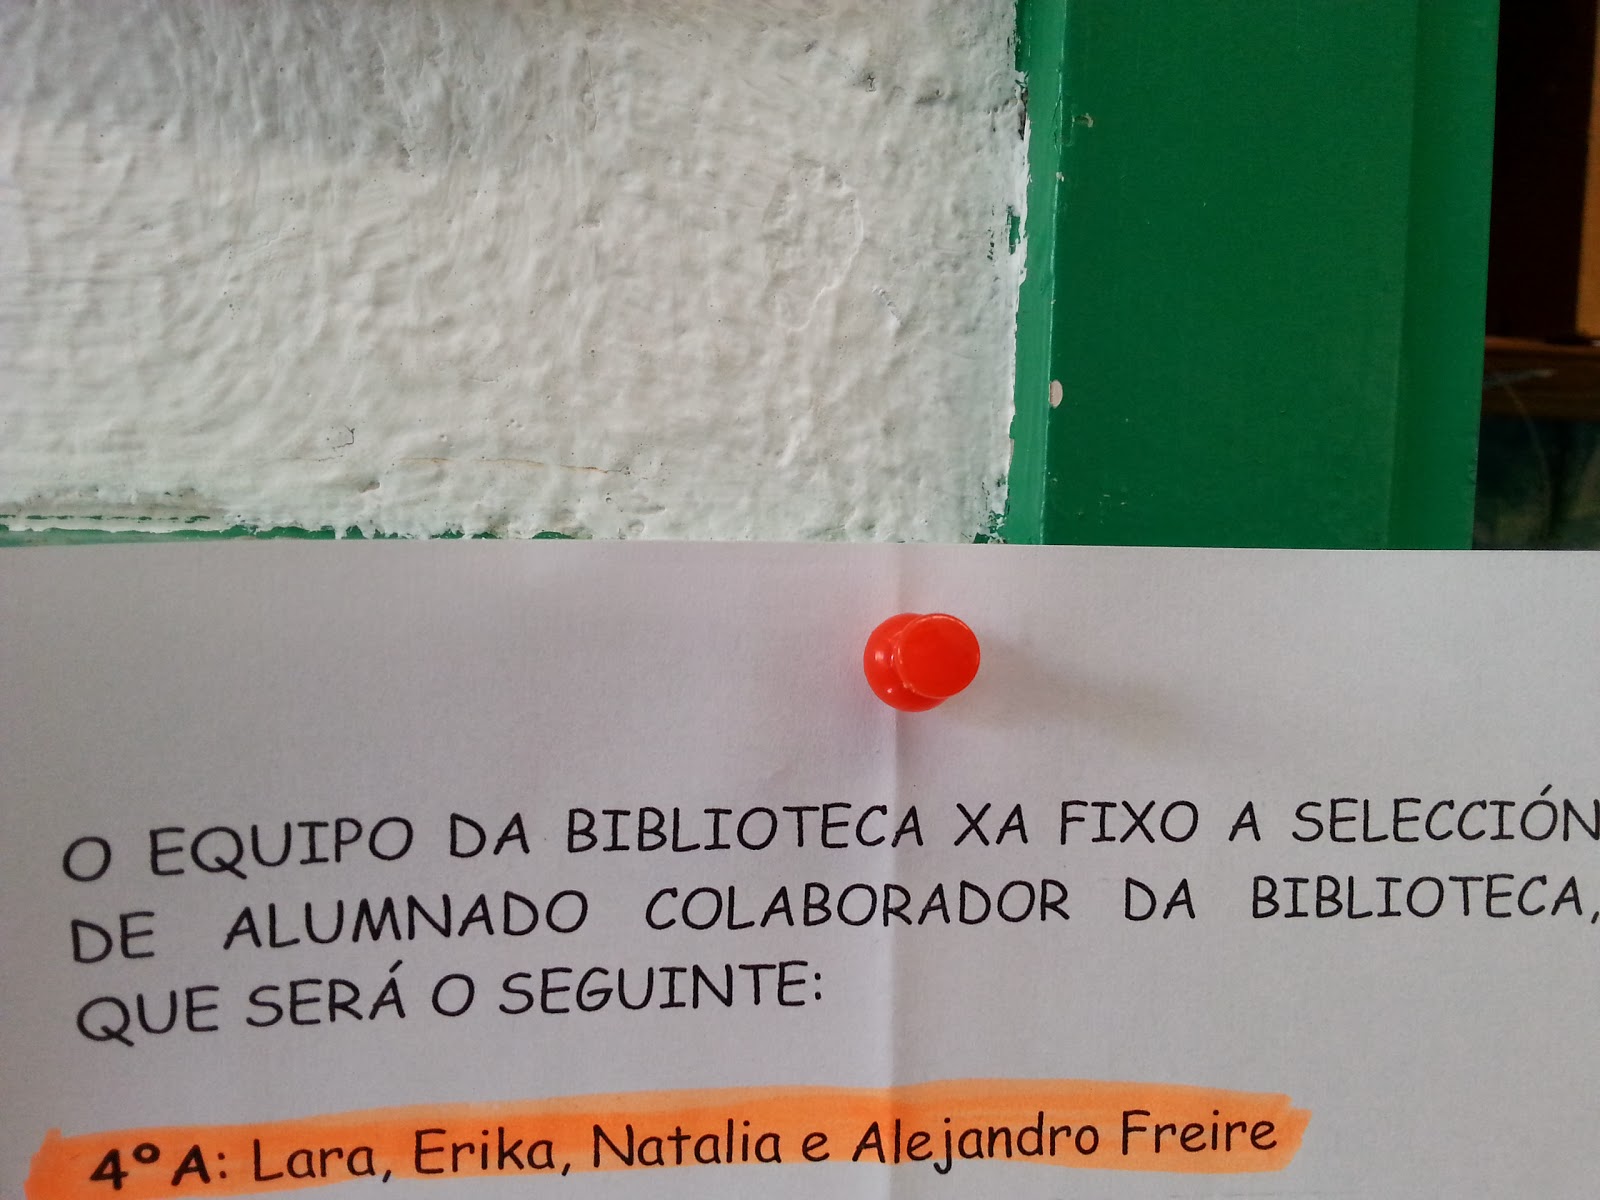 O EQUIPO DA BIBLIOTECA XA FIXO A SELECCIÓN
DE ALUMNADO COLABORADOR DA BIBLIOTECA,
QUE SERÁ O SEGUINTE:
4º A: Lara, Erika, Natalia e Alejandro Freire